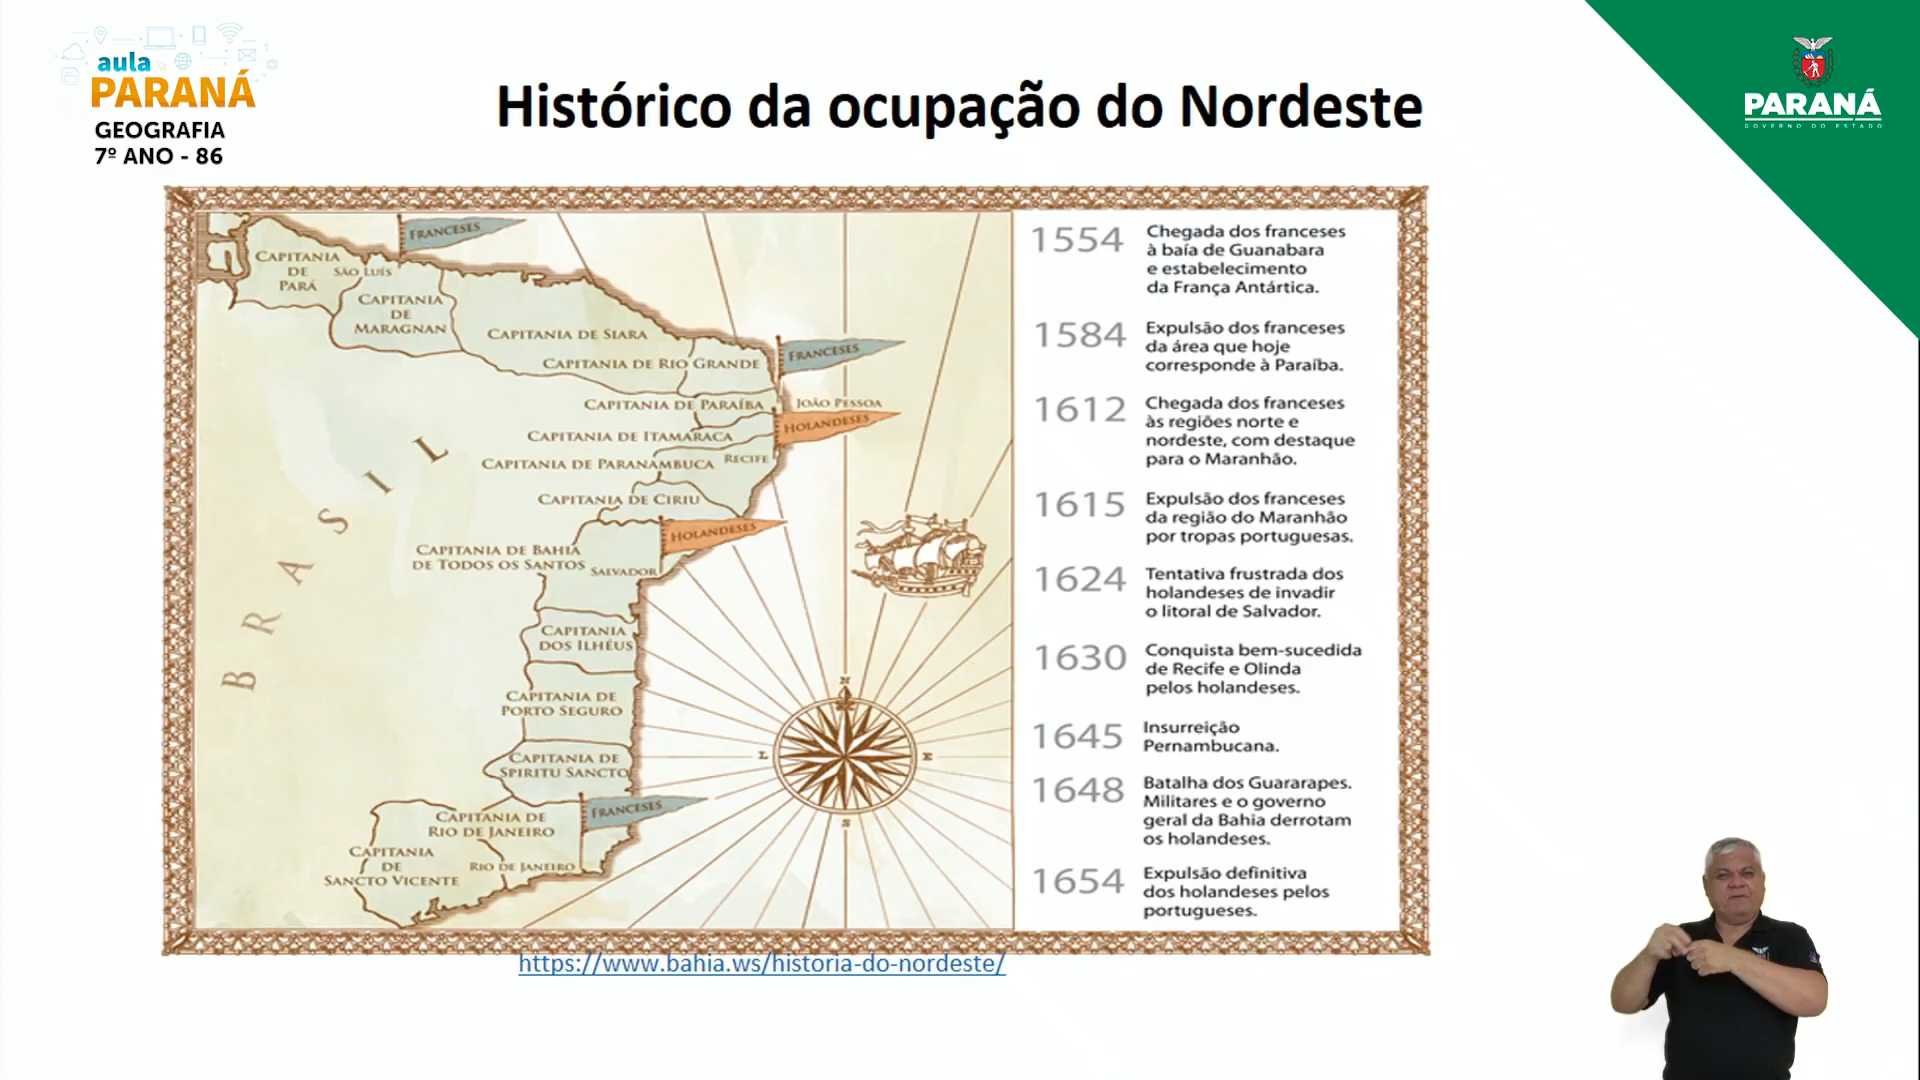 aula
PARANÁ
GEOGRAFIA
7º ANO - 86
Histórico da ocupação do Nordeste
PARANÁ
GOVERNO DO ESTADO
FRANCESES
CAPITANIA
DE
PARÁ
SÃO LUÍS
CAPITANIA
DE
MARAGNAN
CAPITANIA DE SIARA
CAPITANIA DE RIO GRANDE
FRANCESES
CAPITANIA DE PARAÍBA
JOÃO PESSOA
HOLANDESES
CAPITANIA DE ITAMARACA
CAPITANIA DE PARANAMBUCA
RECIFE
CAPITANIA DE CIRIU
HOLANDESES
CAPITANIA DE BAHIA
DE TODOS OS SANTOS
SALVADOR
BRASIL
CAPITANIA
DOS ILHÉUS
CAPITANIA DE
PORTO SEGURO
CAPITANIA DE
SPIRITU SANCTO
FRANCESES
CAPITANIA DE
RIO DE JANEIRO
CAPITANIA
DE
SANCTO VICENTE
RIO DE JANEIRO
N
L
E
S
1554
Chegada dos franceses
à baía de Guanabara
e estabelecimento
da França Antártica.
1584
Expulsão dos franceses
da área que hoje
corresponde à Paraíba.
1612
Chegada dos franceses
às regiões norte e
nordeste, com destaque
para o Maranhão.
1615
Expulsão dos franceses
da região do Maranhão
por tropas portuguesas.
1624
Tentativa frustrada dos
holandeses de invadir
o litoral de Salvador.
1630
Conquista bem-sucedida
de Recife e Olinda
pelos holandeses.
1645
Insurreição
Pernambucana.
1648
Batalha dos Guararapes.
Militares e o governo
geral da Bahia derrotam
os holandeses.
1654
Expulsão definitiva
dos holandeses pelos
portugueses.
https://www.bahia.ws/historia-do-nordeste/